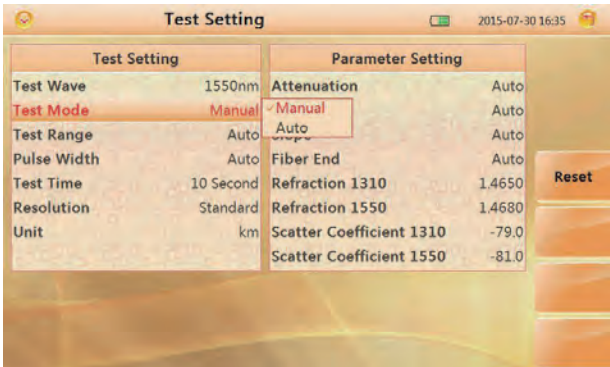 Test Setting 2015-07-30 16:35
Test Setting
Test Wave 1550nm
Test Mode Manual
Test Range Auto
Pulse Width Auto
Test Time 10 Second
Resolution Standard
Unit km
Parameter Setting
Attenuation Auto
Manual Auto
Auto Auto
Fiber End Auto
Refraction 1310 1.4650
Refraction 1550 1.4680
Scatter Coefficient 1310 -79.0
Scatter Coefficient 1550 -81.0
Reset